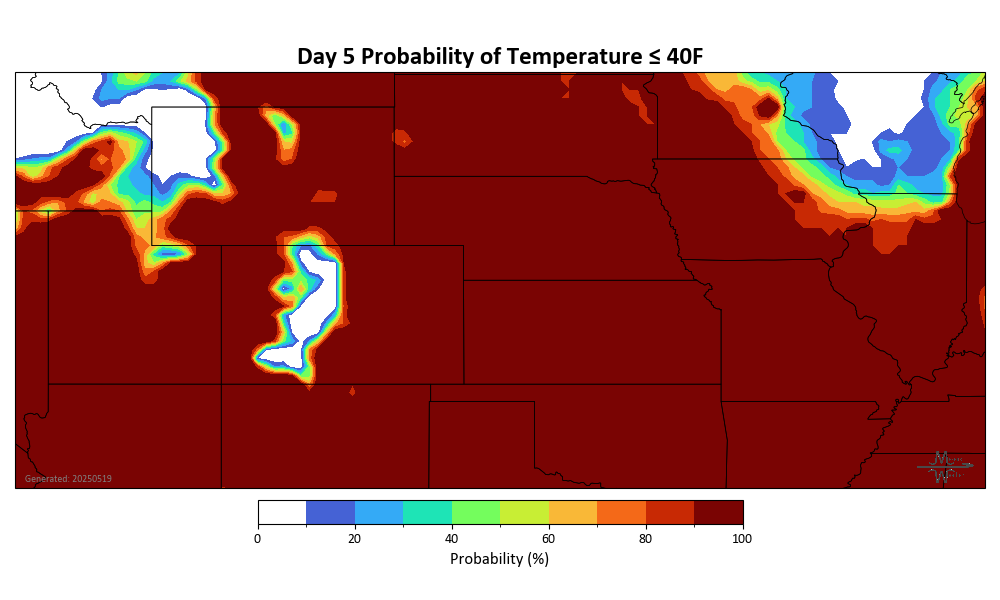 Day 5 Probability of Temperature ≤ 40F
Generated: 20250519
0 20 40 60 80 100
Probability (%)